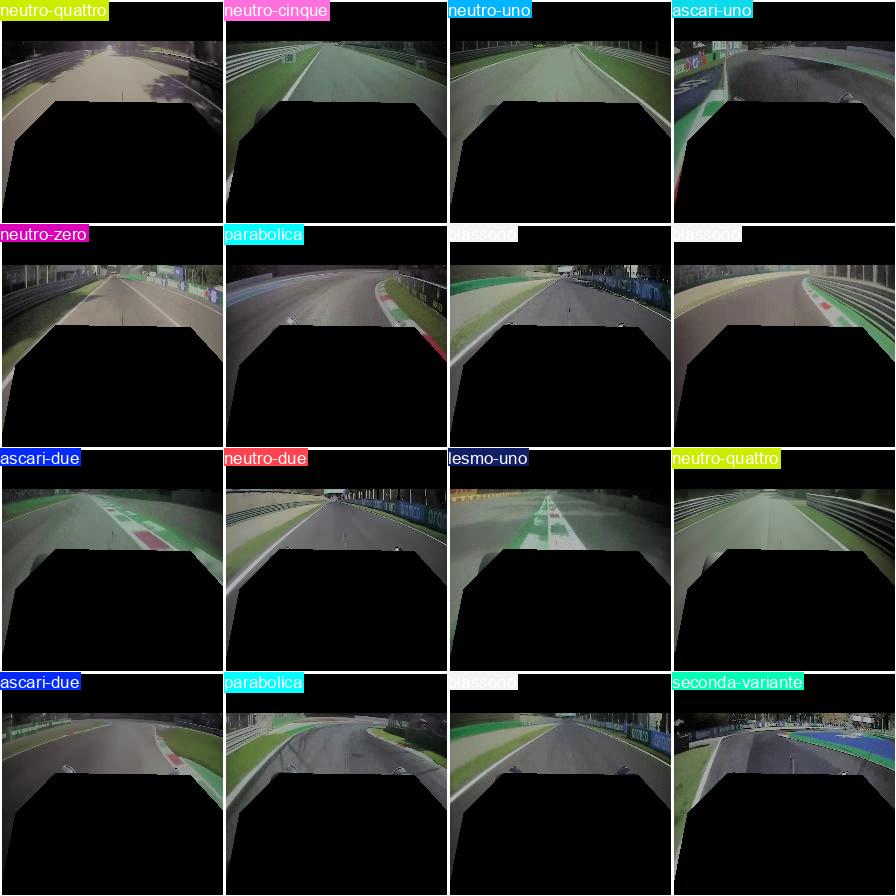 neutro-quattro
neutro-cinque
neutro-uno
ascari-uno
neutro-zero
parabolica
biassono
biassono
ascari-due
neutro-due
lesmo-uno
neutro-quattro
ascari-due
parabolica
biassono
seconda-variante